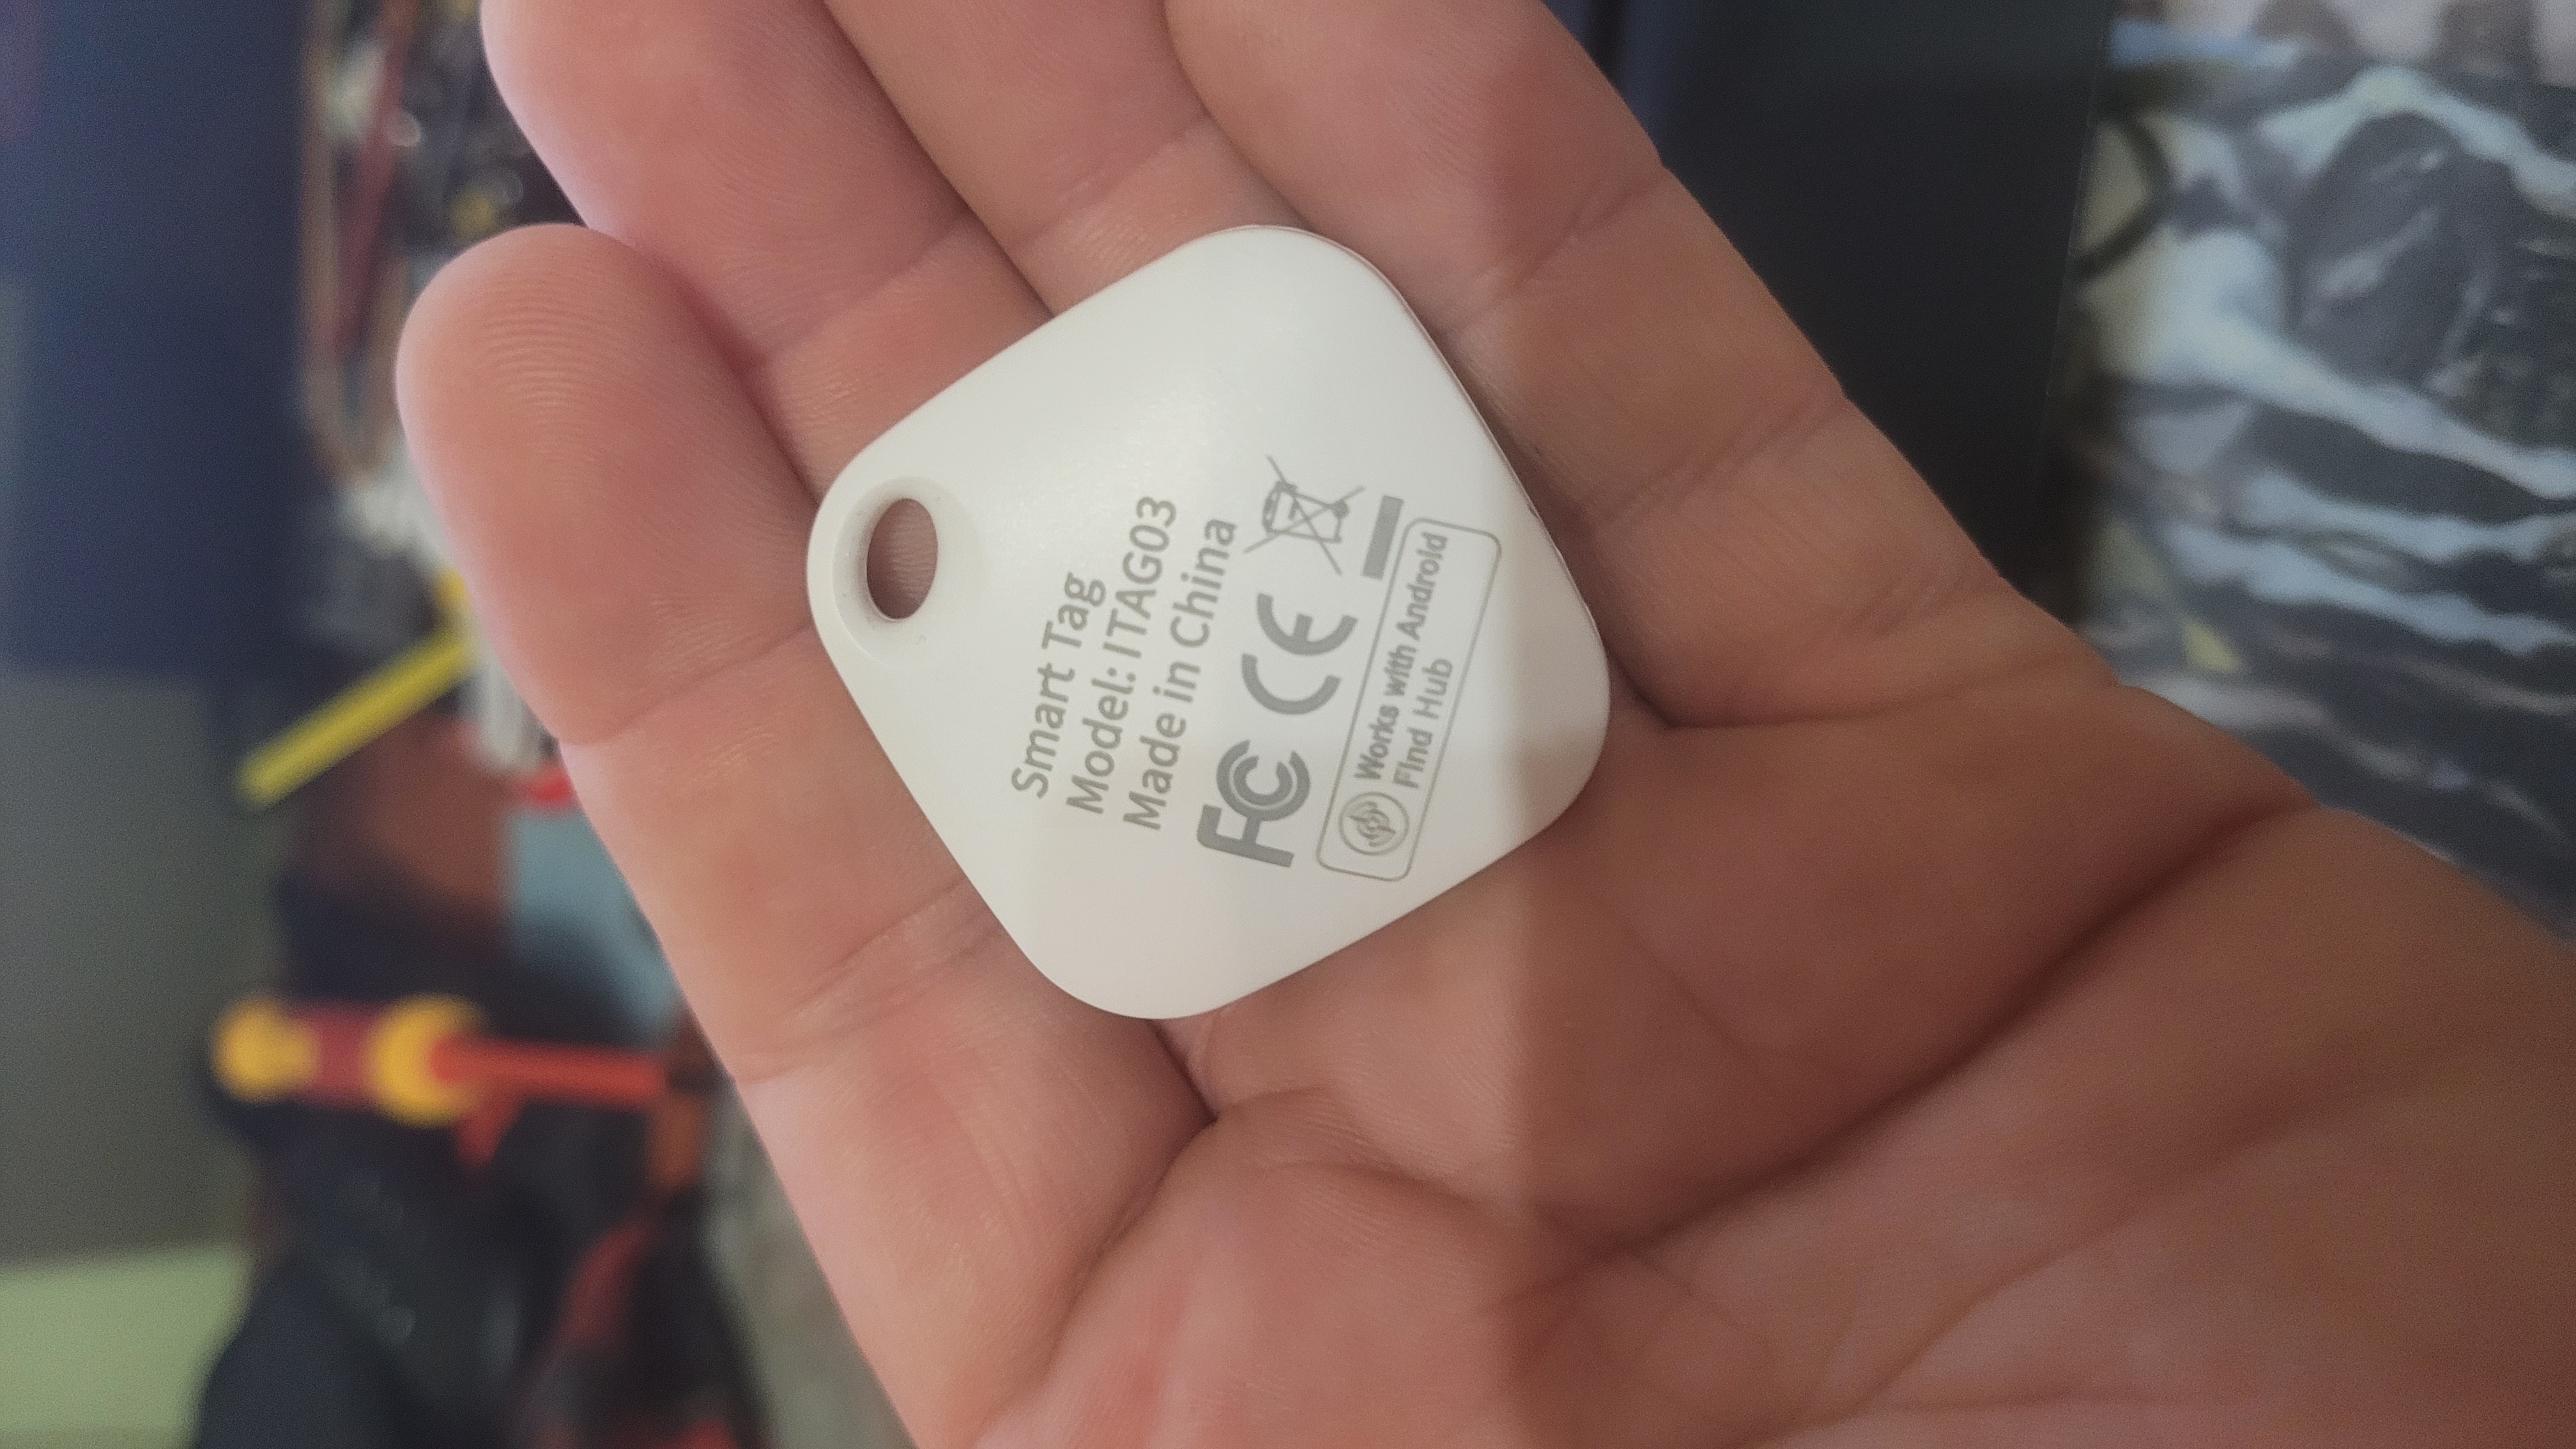 Smart Tag
Model: ITAG03
Made in China
FC CE
Works with Android
FInd Hub